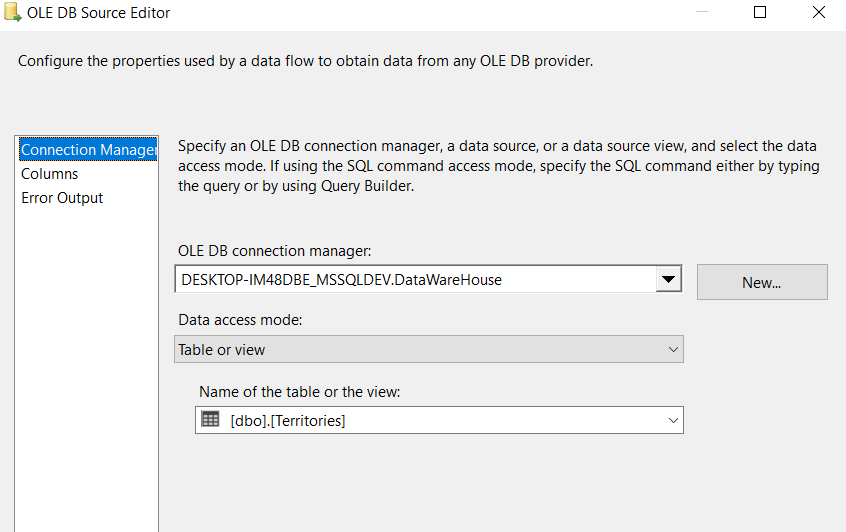 OLE DB Source Editor
Configure the properties used by a data flow to obtain data from any OLE DB provider.
Connection Manager
Columns
Error Output
Specify an OLE DB connection manager, a data source, or a data source view, and select the data
access mode. If using the SQL command access mode, specify the SQL command either by typing
the query or by using Query Builder.
OLE DB connection manager:
DESKTOP-IM48DBE_MSSQLDEV.DataWareHouse
New...
Data access mode:
Table or view
Name of the table or the view:
[dbo].[Territories]